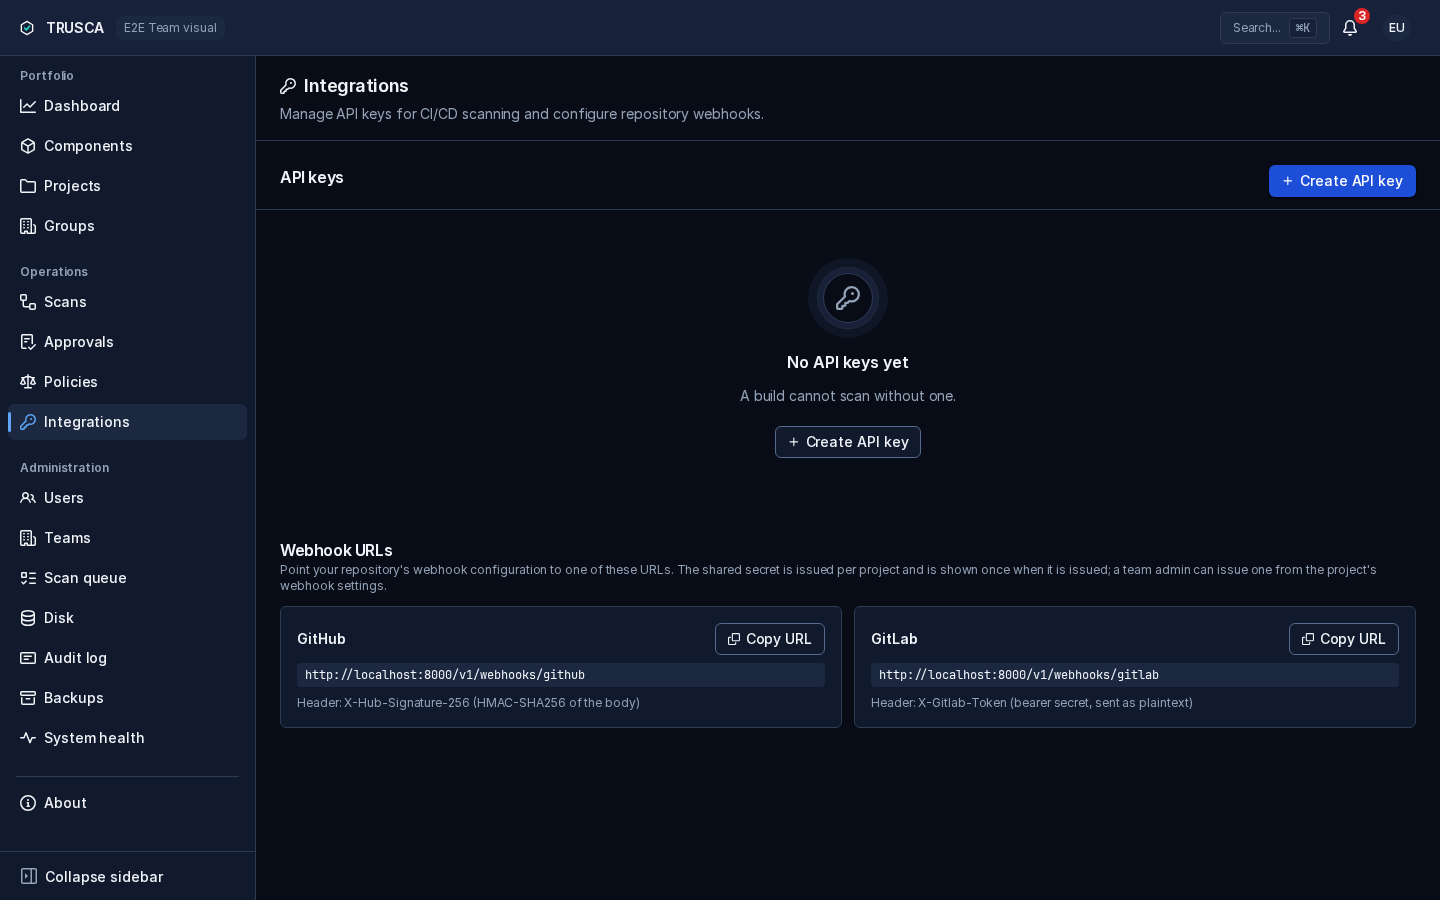 TRUSCA
E2E Team visual
Search...
⌘K
3
EU
Portfolio
Dashboard
Components
Projects
Groups
Operations
Scans
Approvals
Policies
Integrations
Administration
Users
Teams
Scan queue
Disk
Audit log
Backups
System health
About
Collapse sidebar
Integrations
Manage API keys for CI/CD scanning and configure repository webhooks.
API keys
+ Create API key
No API keys yet
A build cannot scan without one.
+ Create API key
Webhook URLs
Point your repository's webhook configuration to one of these URLs. The shared secret is issued per project and is shown once when it is issued; a team admin can issue one from the project's
webhook settings.
GitHub
Copy URL
http://localhost:8000/v1/webhooks/github
Header: X-Hub-Signature-256 (HMAC-SHA256 of the body)
GitLab
Copy URL
http://localhost:8000/v1/webhooks/gitlab
Header: X-Gitlab-Token (bearer secret, sent as plaintext)